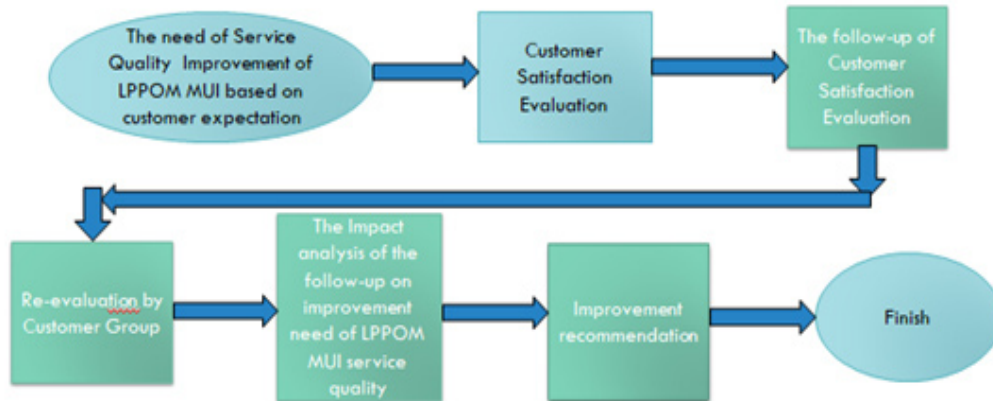 The need of Service
Quality Improvement of
LPPOM MUI based on
customer expectation
Customer
Satisfaction
Evaluation
The follow-up of
Customer
Satisfaction
Evaluation
Re-evaluation by
Customer Group
The Impact
analysis of the
follow-up on
improvement
need of LPPOM
MUI service
quality
Improvement
recommendation
Finish